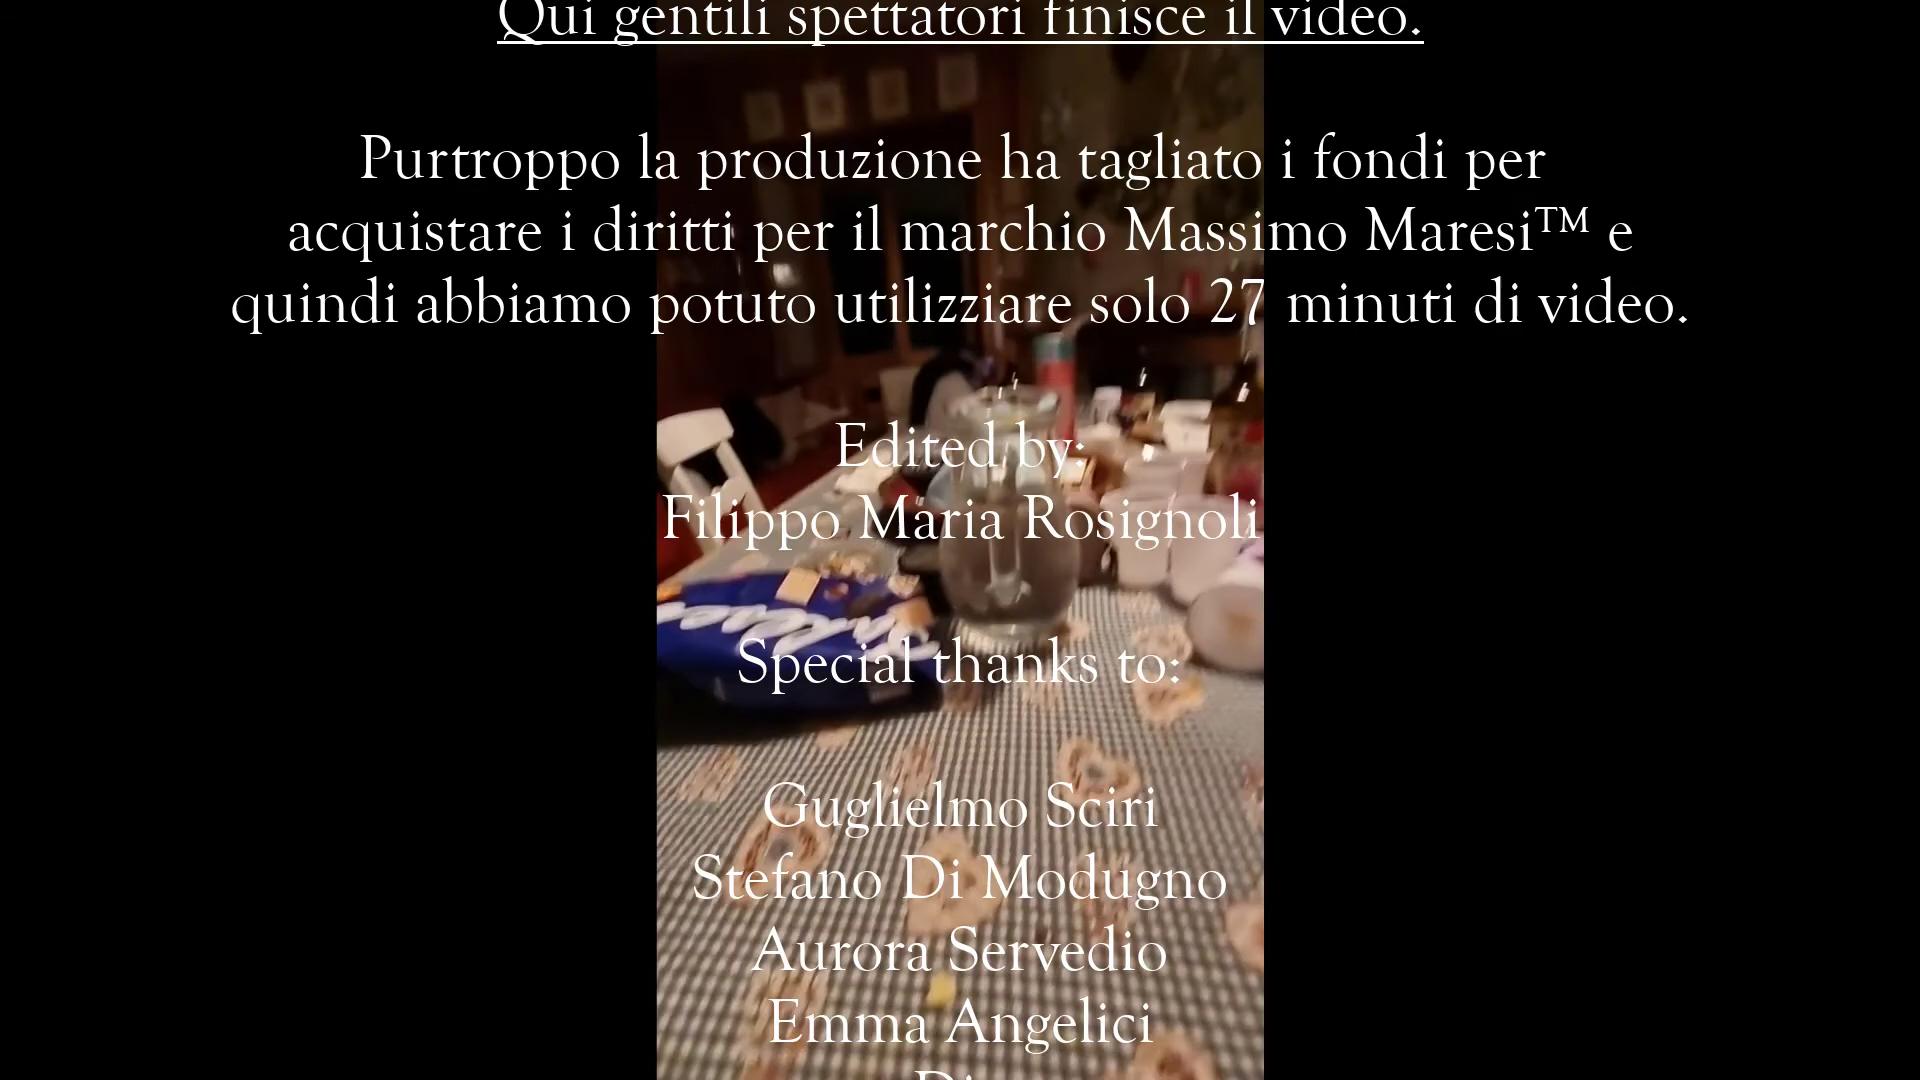 Qui gentili spettatori finisce il video.
Purtroppo la produzione ha tagliato i fondi per
acquistare i diritti per il marchio Massimo Maresi™ e
quindi abbiamo potuto utilizziare solo 27 minuti di video.
Edited by:
Filippo Maria Rosignoli
Special thanks to:
Guglielmo Sciri
Stefano Di Modugno
Aurora Servedio
Emma Angelici